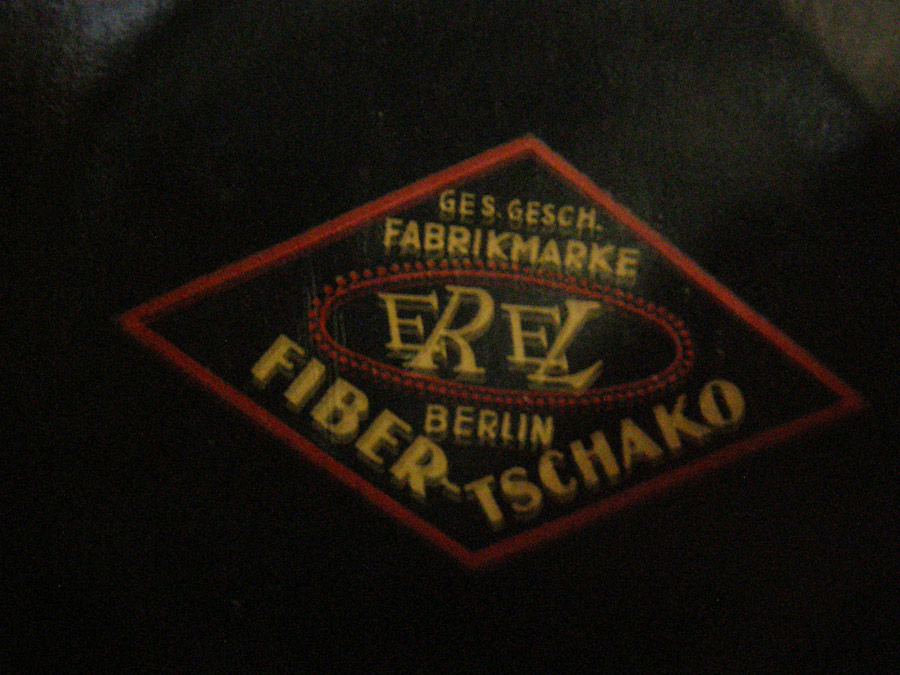 GES. GESCH.
FABRIKMARKE
EREL
BERLIN
FIBER-TSCHAKO